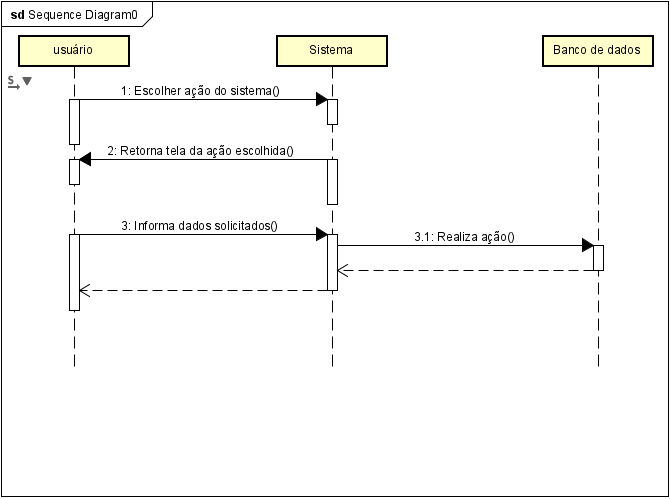 sd Sequence Diagram0
usuário
Sistema
Banco de dados
S
1: Escolher ação do sistema()
2: Retorna tela da ação escolhida()
3: Informa dados solicitados()
3.1: Realiza ação()